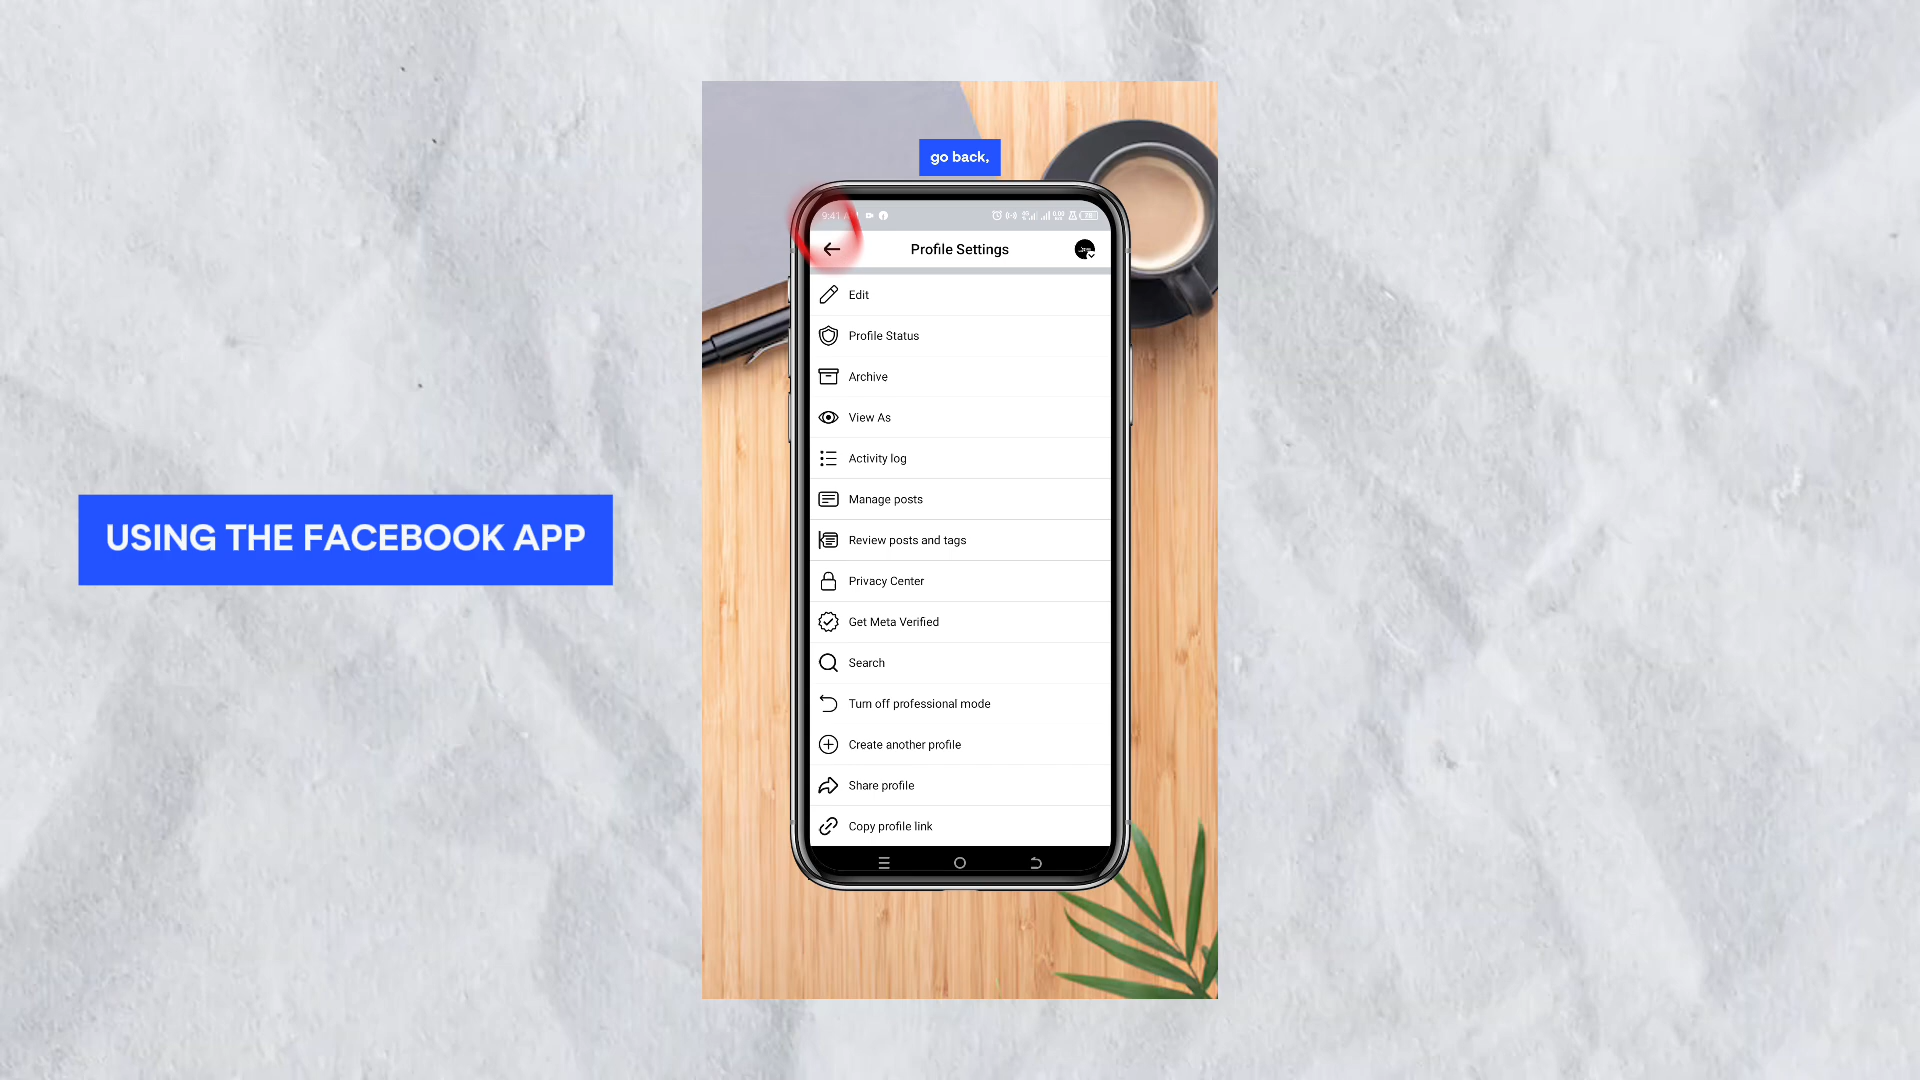 go back,
9:41
Profile Settings
Edit
Profile Status
Archive
View As
Activity log
Manage posts
Review posts and tags
Privacy Center
Get Meta Verified
Search
Turn off professional mode
Create another profile
Share profile
Copy profile link
USING THE FACEBOOK APP